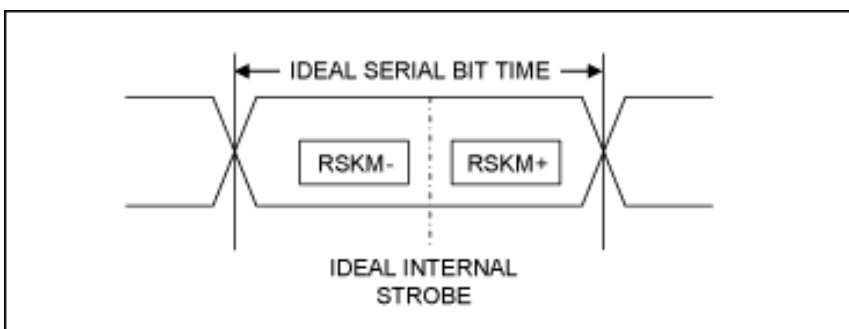 IDEAL SERIAL BIT TIME
RSKM-
RSKM+
IDEAL INTERNAL
STROBE